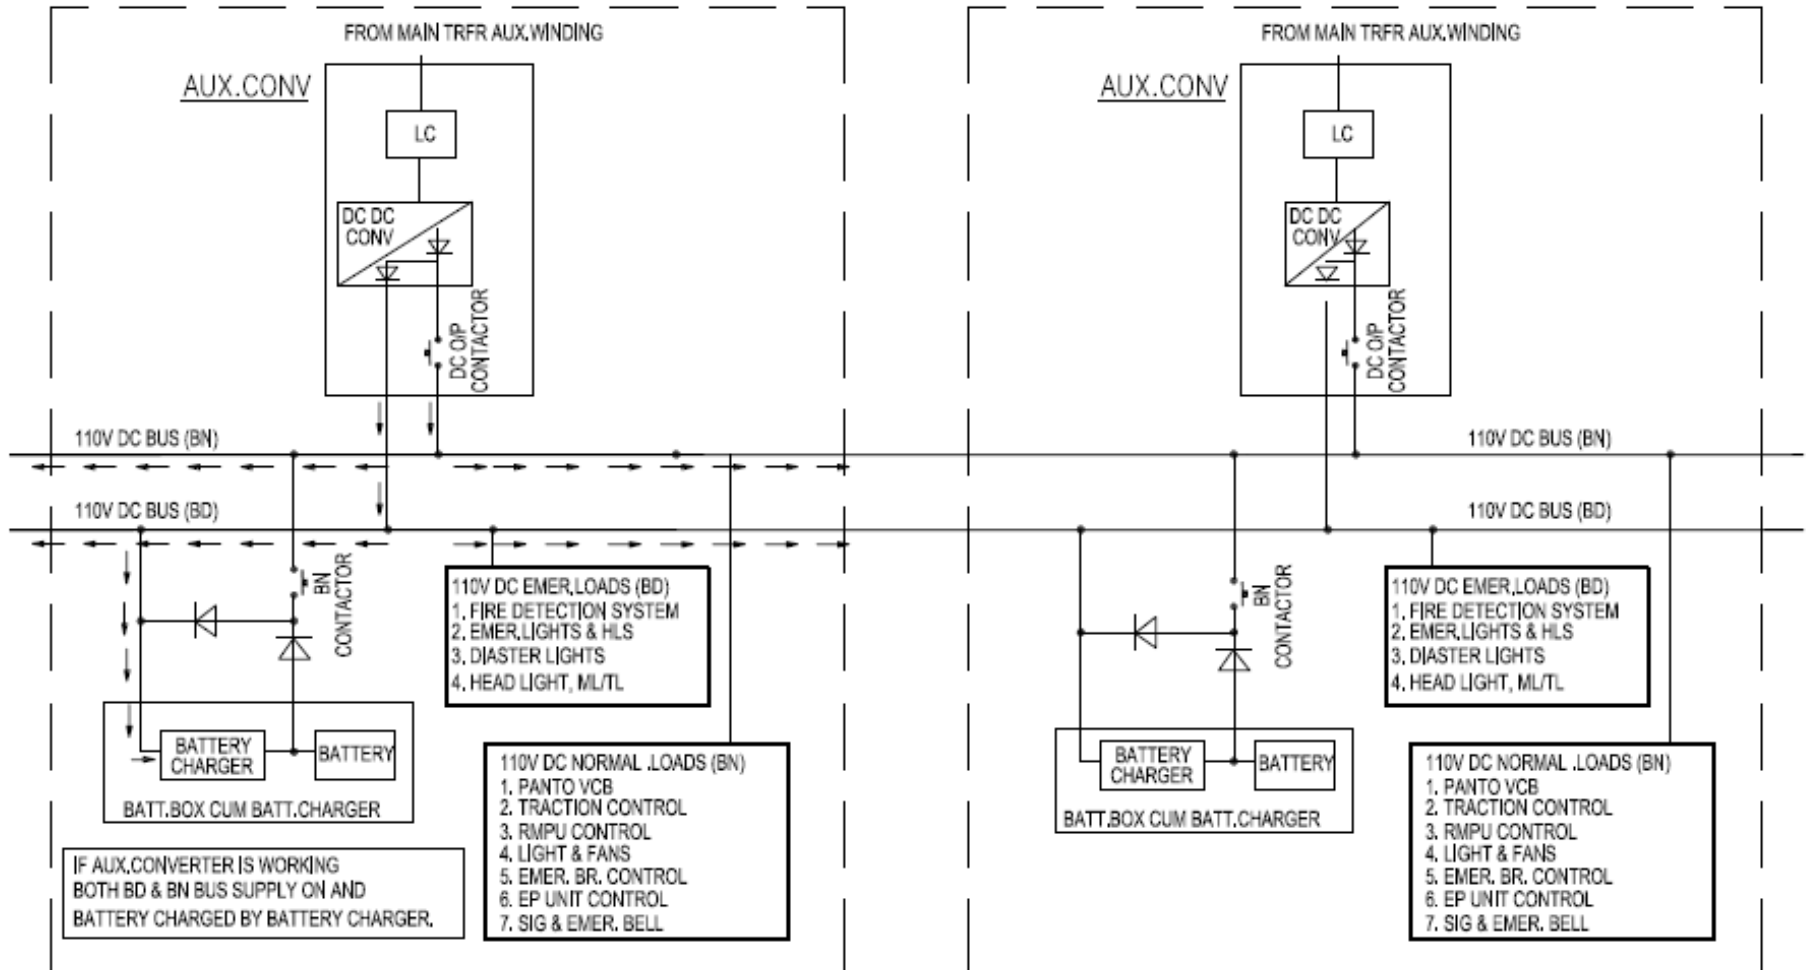 FROM MAIN TRFR AUX.WINDING
AUX.CONV
LC
DC DC
CONV
DC O/P
CONTACTOR
110V DC BUS (BN)
110V DC BUS (BD)
BN
CONTACTOR
110V DC EMER.LOADS (BD)
1. FIRE DETECTION SYSTEM
2. EMER.LIGHTS & HLS
3. DIASTER LIGHTS
4. HEAD LIGHT, ML/TL
BATTERY
CHARGER
BATTERY
BATT.BOX CUM BATT.CHARGER
110V DC NORMAL .LOADS (BN)
1. PANTO VCB
2. TRACTION CONTROL
3. RMPU CONTROL
4. LIGHT & FANS
5. EMER. BR. CONTROL
6. EP UNIT CONTROL
7. SIG & EMER. BELL
IF AUX.CONVERTER IS WORKING
BOTH BD & BN BUS SUPPLY ON AND
BATTERY CHARGED BY BATTERY CHARGER.
FROM MAIN TRFR AUX.WINDING
AUX.CONV
LC
DC DC
CONV
DC O/P
CONTACTOR
110V DC BUS (BN)
110V DC BUS (BD)
BN
CONTACTOR
110V DC EMER.LOADS (BD)
1. FIRE DETECTION SYSTEM
2. EMER.LIGHTS & HLS
3. DIASTER LIGHTS
4. HEAD LIGHT, ML/TL
BATTERY
CHARGER
BATTERY
BATT.BOX CUM BATT.CHARGER
110V DC NORMAL .LOADS (BN)
1. PANTO VCB
2. TRACTION CONTROL
3. RMPU CONTROL
4. LIGHT & FANS
5. EMER. BR. CONTROL
6. EP UNIT CONTROL
7. SIG & EMER. BELL